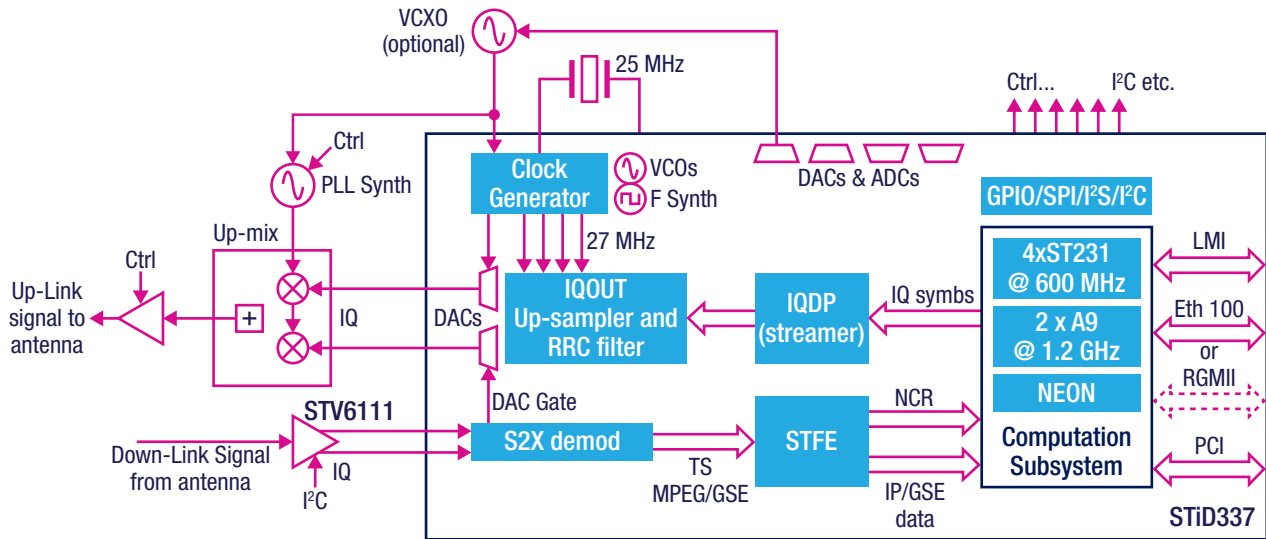 VCXO
(optional)
25 MHz
Ctrl...
I²C etc.
Ctrl
PLL Synth
Clock
Generator
VCOs
F Synth
DACs & ADCs
GPIO/SPI/I²S/I²C
Up-mix
27 MHz
4xST231
@ 600 MHz
LMI
Ctrl
Up-Link
signal to
antenna
+
IQ
DACs
IQOUT
Up-sampler and
RRC filter
IQDP
(streamer)
IQ symbs
2 x A9
@ 1.2 GHz
Eth 100
or
RGMII
NEON
STV6111
DAC Gate
NCR
Down-Link Signal
from antenna
IQ
I²C
S2X demod
TS
MPEG/GSE
STFE
IP/GSE
data
Computation
Subsystem
PCI
STiD337